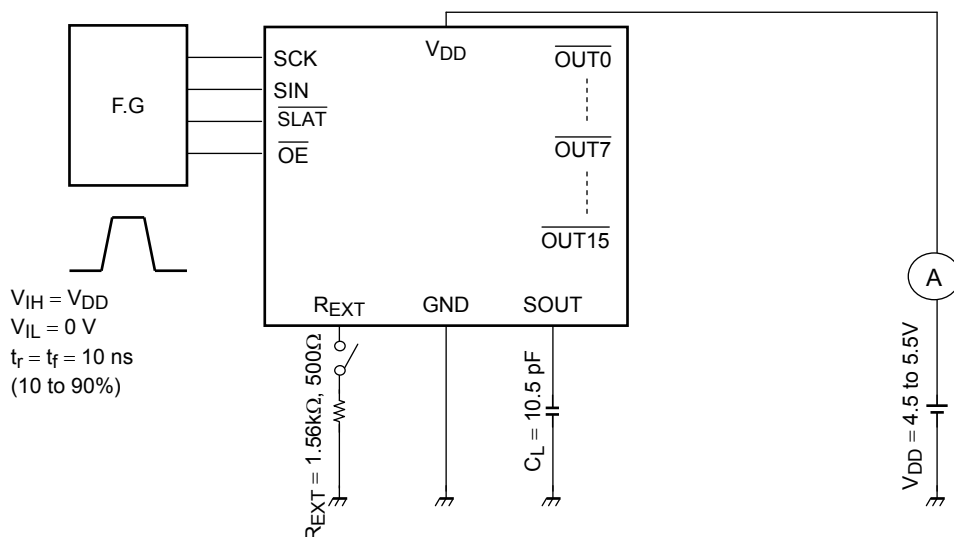 F.G
SCK
SIN
SLAT
OE
VDD
OUT0
OUT7
OUT15
REXT
GND
SOUT
A
VIH = VDD
VIL = 0 V
tr = tf = 10 ns
(10 to 90%)
REXT = 1.56kΩ, 500Ω
CL = 10.5 pF
VDD = 4.5 to 5.5V